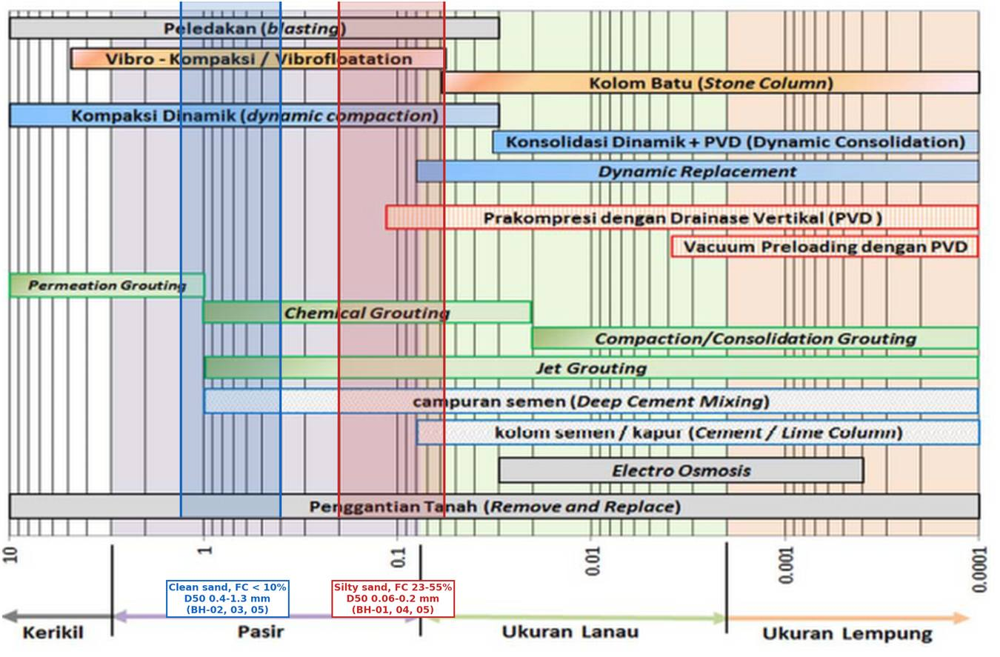 Peledakan (blasting)
Vibro - Kompaksi / Vibrofloatation
Kolom Batu (Stone Column)
Kompaksi Dinamik (dynamic compaction)
Konsolidasi Dinamik + PVD (Dynamic Consolidation)
Dynamic Replacement
Prakompresi dengan Drainase Vertikal (PVD )
Vacuum Preloading dengan PVD
Permeation Grouting
Chemical Grouting
Compaction/Consolidation Grouting
Jet Grouting
campuran semen (Deep Cement Mixing)
kolom semen / kapur (Cement / Lime Column)
Electro Osmosis
Penggantian Tanah (Remove and Replace)
10
1
0.1
0.01
0.001
0.0001
Clean sand, FC < 10%
D50 0.4-1.3 mm
(BH-02, 03, 05)
Silty sand, FC 23-55%
D50 0.06-0.2 mm
(BH-01, 04, 05)
Kerikil
Pasir
Ukuran Lanau
Ukuran Lempung